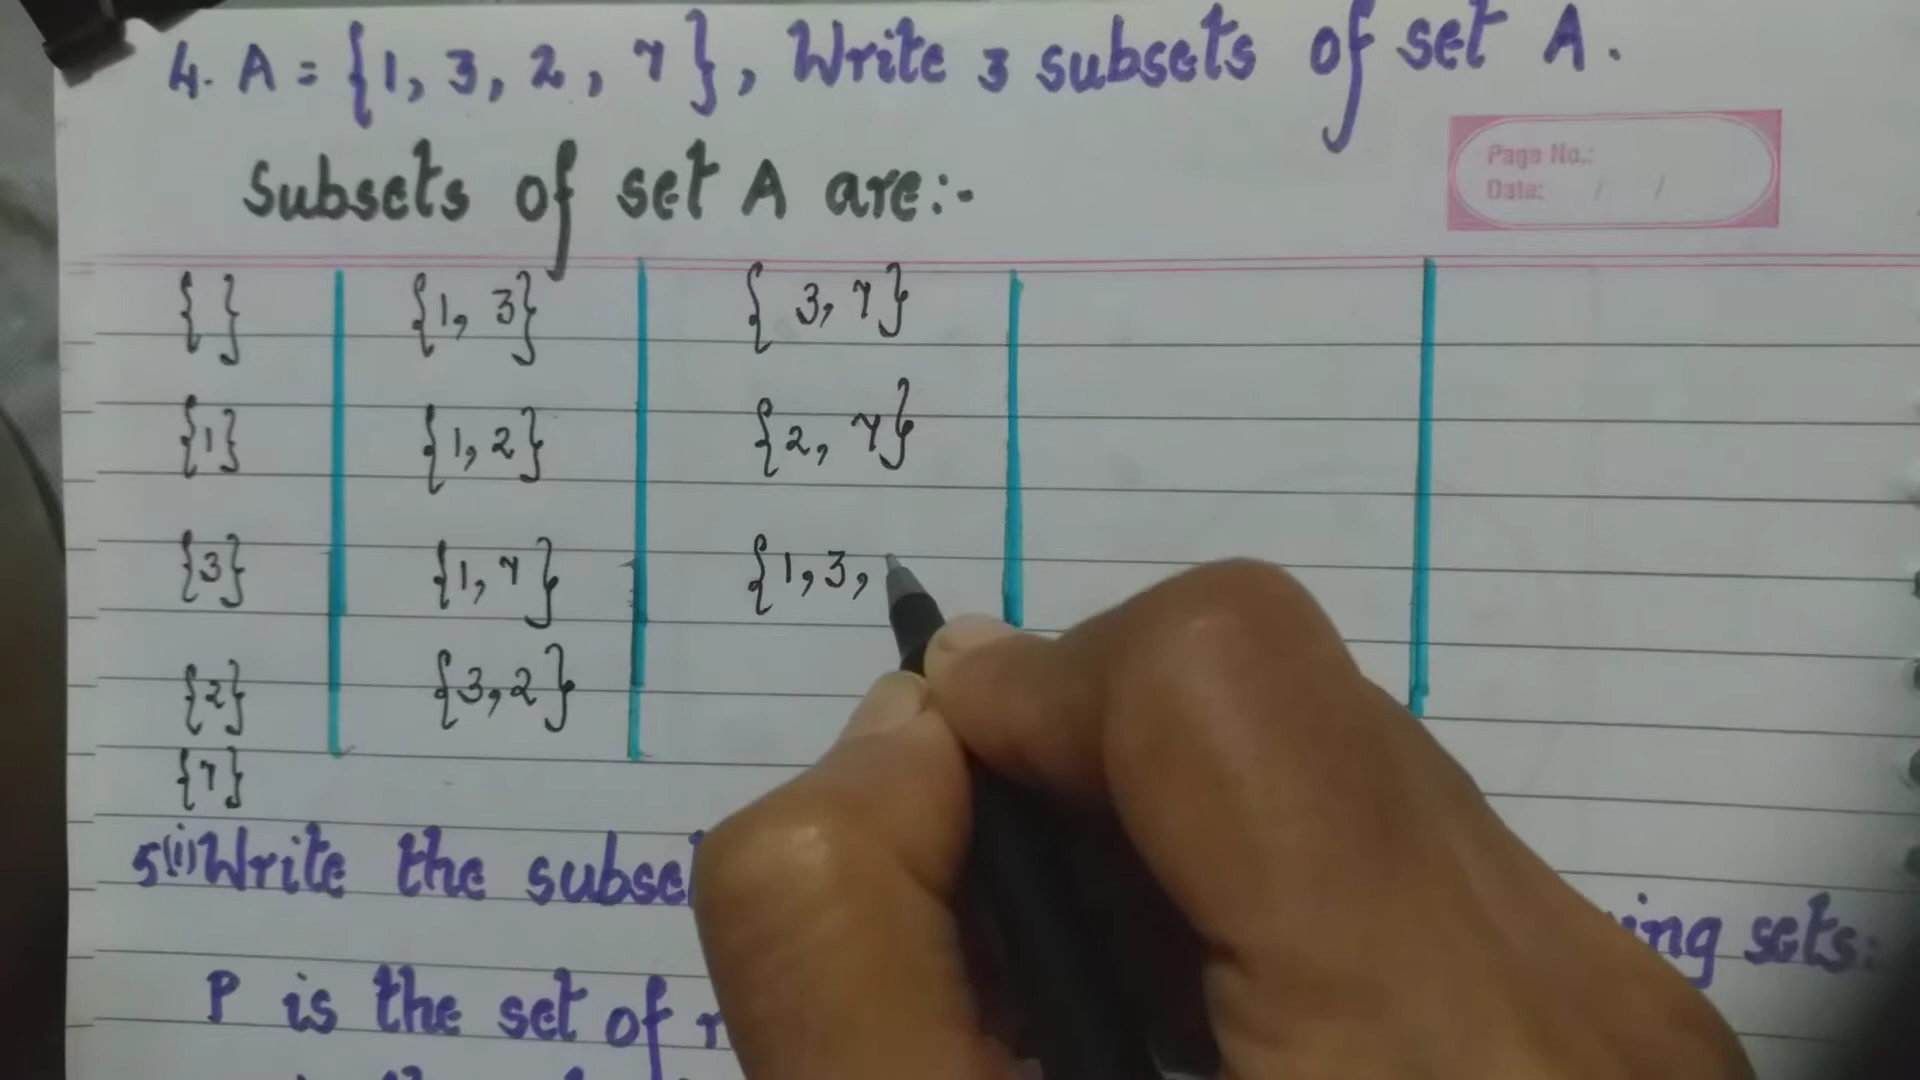 4. A = {1, 3, 2, 7}, Write 3 subsets of set A.
Page No.:
Date: / /
Subsets of set A are:-
{ } {1, 3} { 3, 7}
{1} {1, 2} {2, 7}
{3} {1, 7} {1, 3,
{2} {3, 2}
{7}
5(i) Write the sets:
P is the set of